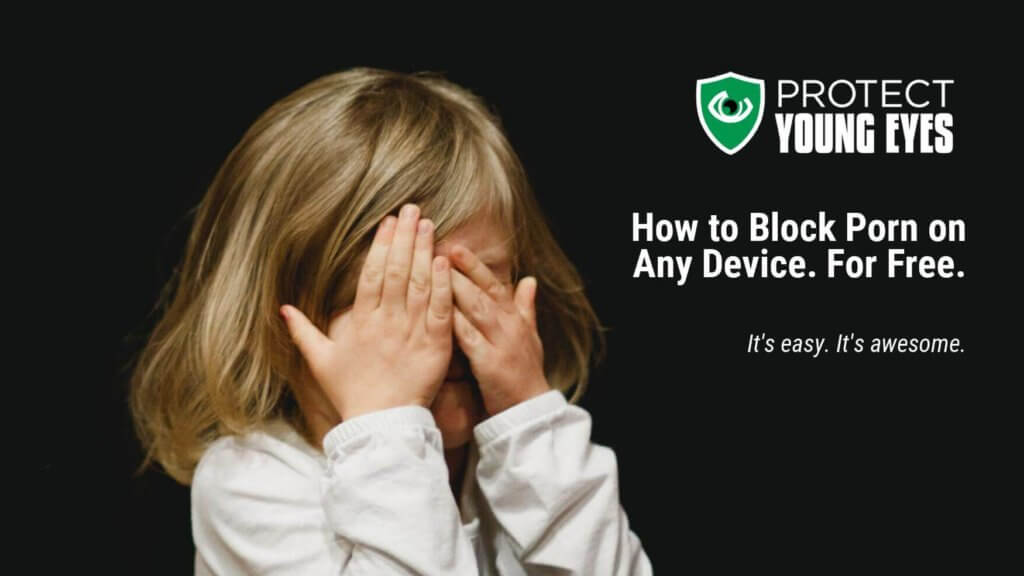 PROTECT
YOUNG EYES
How to Block Porn on
Any Device. For Free.
It's easy. It's awesome.